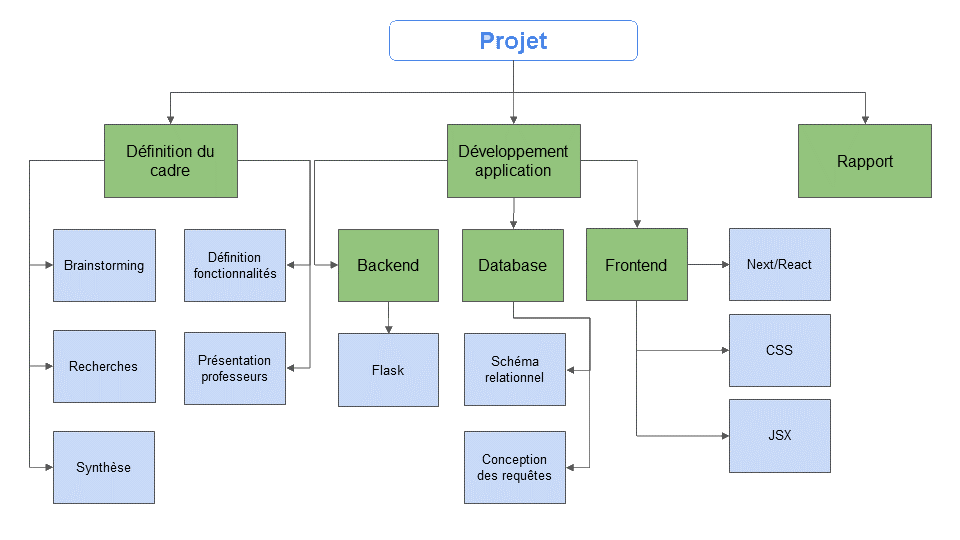 Projet
Définition du
cadre
Développement
application
Rapport
Brainstorming
Définition
fonctionnalités
Backend
Database
Frontend
Next/React
Recherches
Présentation
professeurs
Flask
Schéma
relationnel
CSS
Synthèse
Conception
des requêtes
JSX